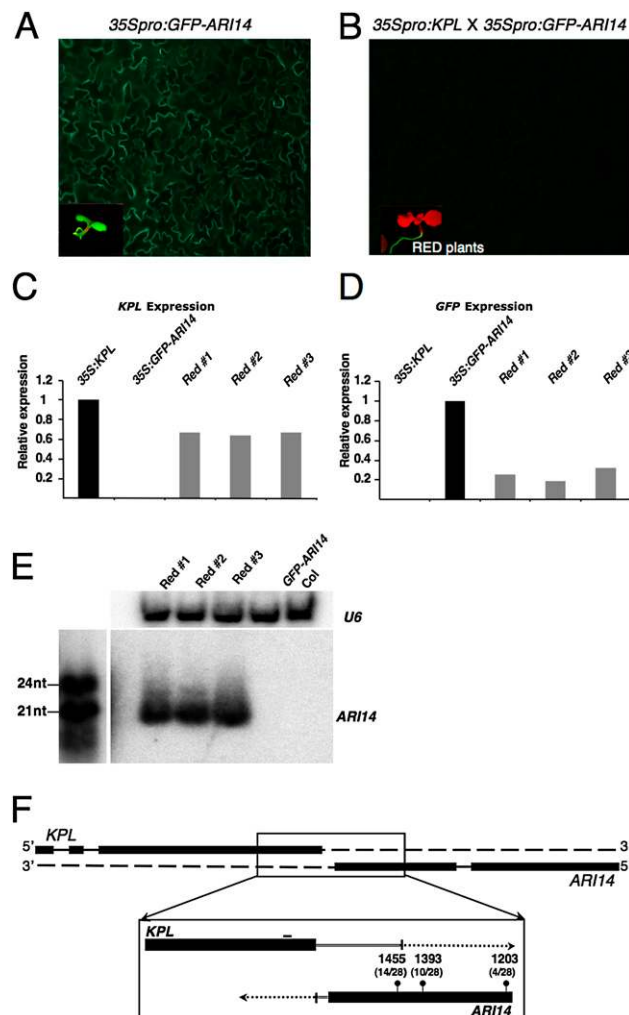 A
35Spro:GFP-ARI14
B
35Spro:KPL X 35Spro:GFP-ARI14
RED plants
C
KPL Expression
35S:KPL
35S:GFP-ARI14
Red #1
Red #2
Red #3
Relative expression
1.2
1
0.8
0.6
0.4
0.2
D
GFP Expression
35S:KPL
35S:GFP-ARI14
Red #1
Red #2
Red #3
Relative expression
1.2
1
0.8
0.6
0.4
0.2
E
Red #1
Red #2
Red #3
GFP-ARI14
Col
U6
24nt
21nt
ARI14
F
KPL
5' 3
3' 5
ARI14
KPL
1455 1393 1203
(14/28) (10/28) (4/28)
ARI14